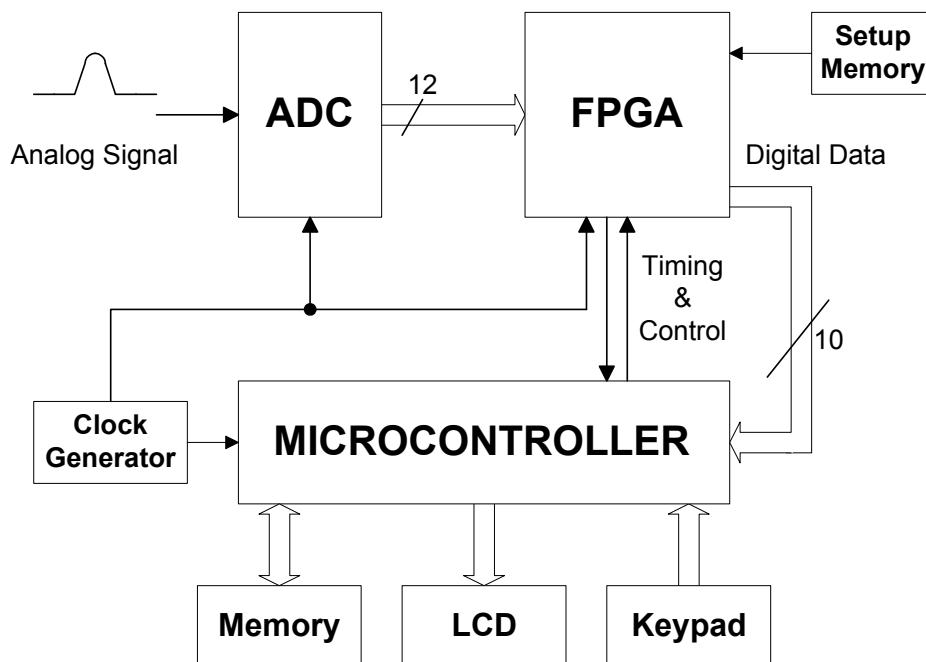 Setup
Memory
12
ADC
FPGA
Analog Signal
Digital Data
Timing
&
Control
10
Clock
Generator
MICROCONTROLLER
Memory
LCD
Keypad